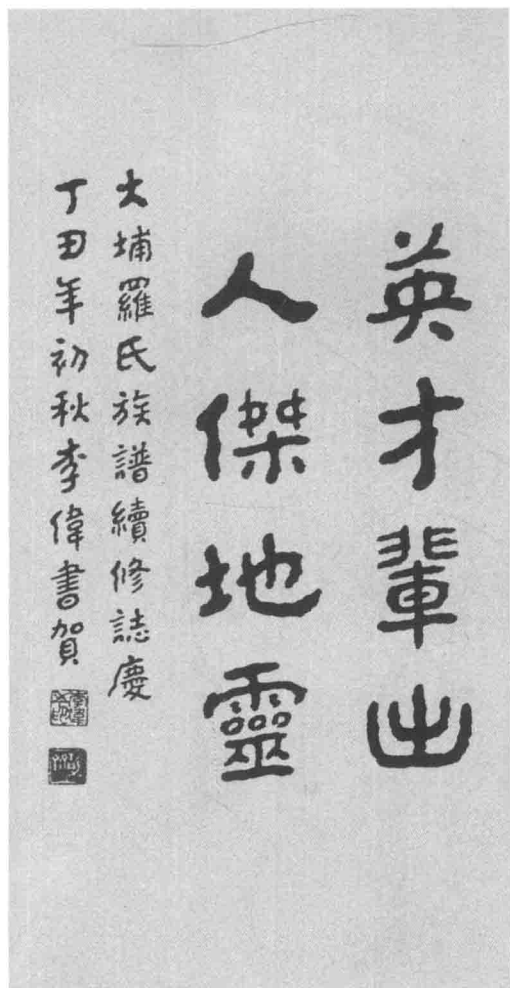 英才輩出
人傑地靈
大埔羅氏族譜續修誌慶
丁丑年初秋李偉書賀